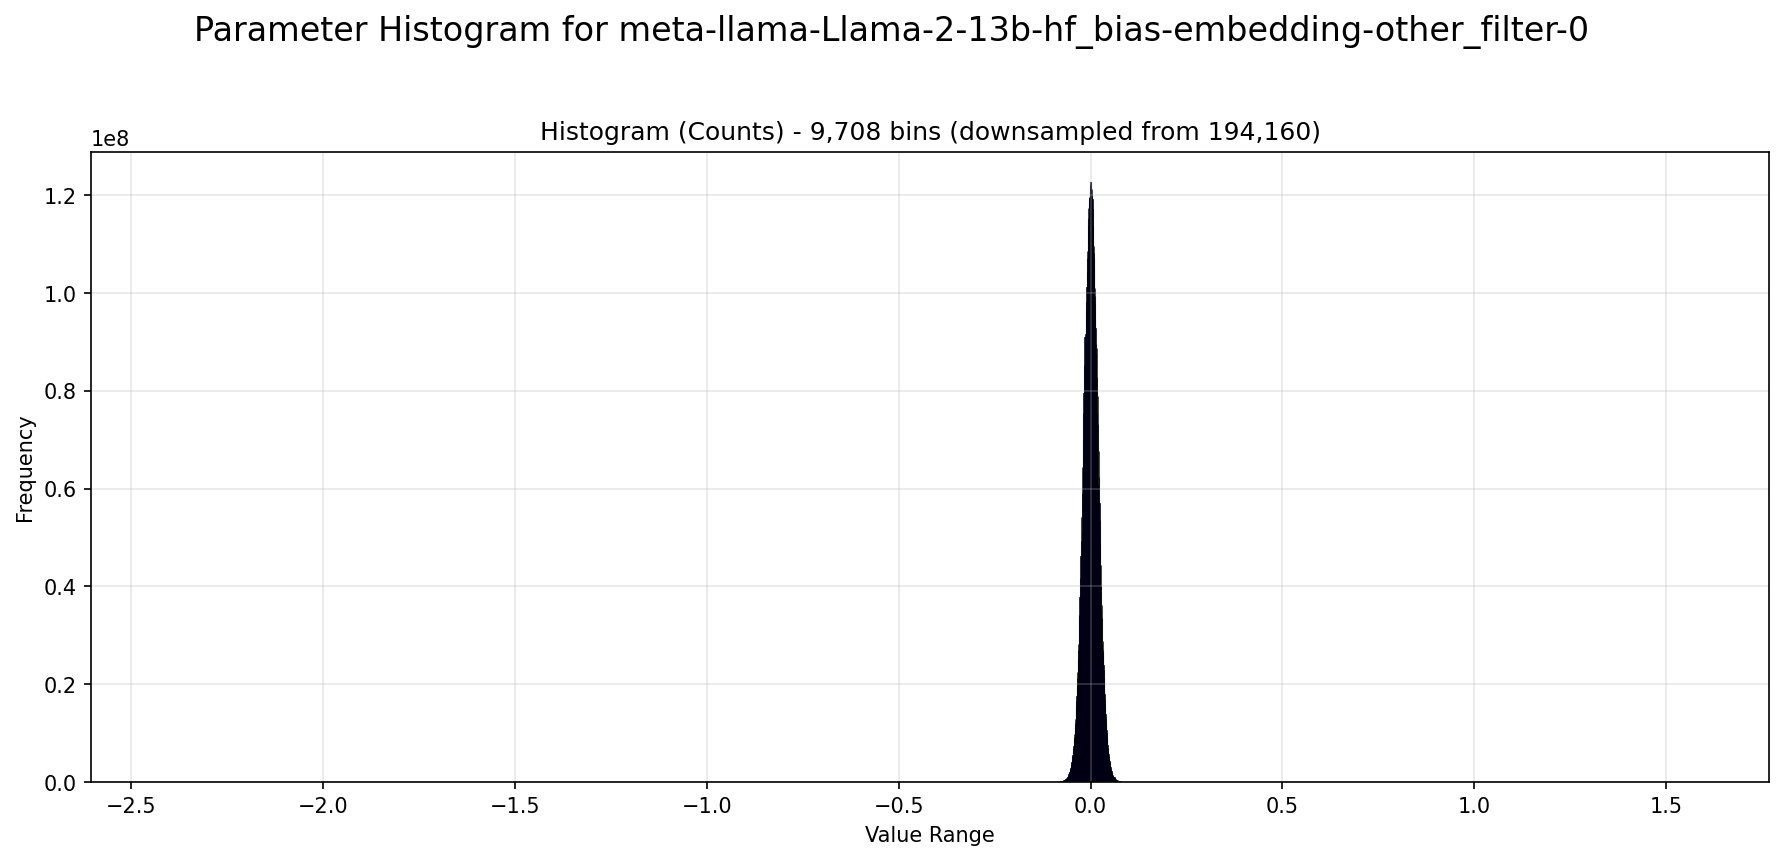 Parameter Histogram for meta-llama-Llama-2-13b-hf_bias-embedding-other_filter-0
Histogram (Counts) - 9,708 bins (downsampled from 194,160)
1e8
1.2
1.0
0.8
0.6
0.4
0.2
0.0
Frequency
−2.5 −2.0 −1.5 −1.0 −0.5 0.0 0.5 1.0 1.5
Value Range